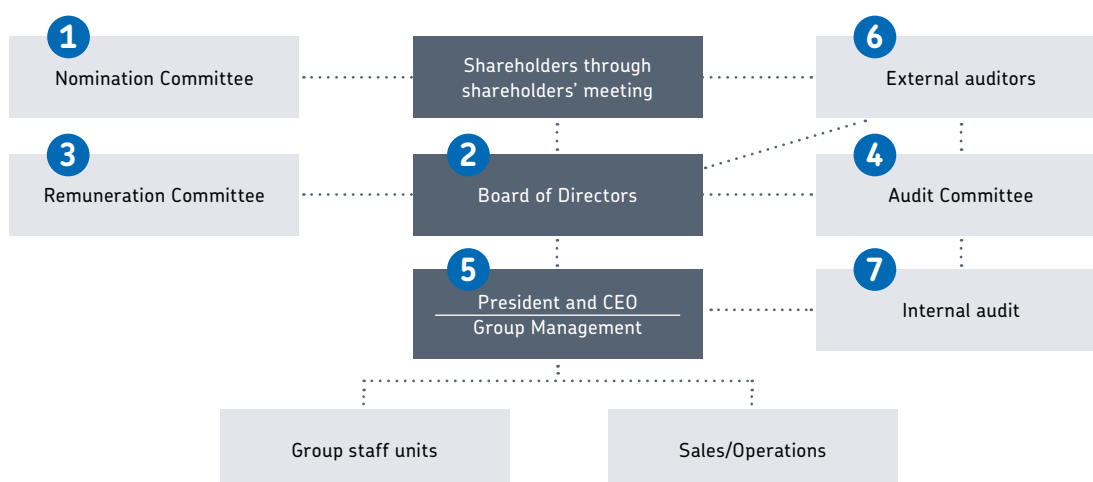 1
Nomination Committee
Shareholders through
shareholders’ meeting
6
External auditors
3
Remuneration Committee
2
Board of Directors
4
Audit Committee
5
President and CEO
Group Management
7
Internal audit
Group staff units
Sales/Operations